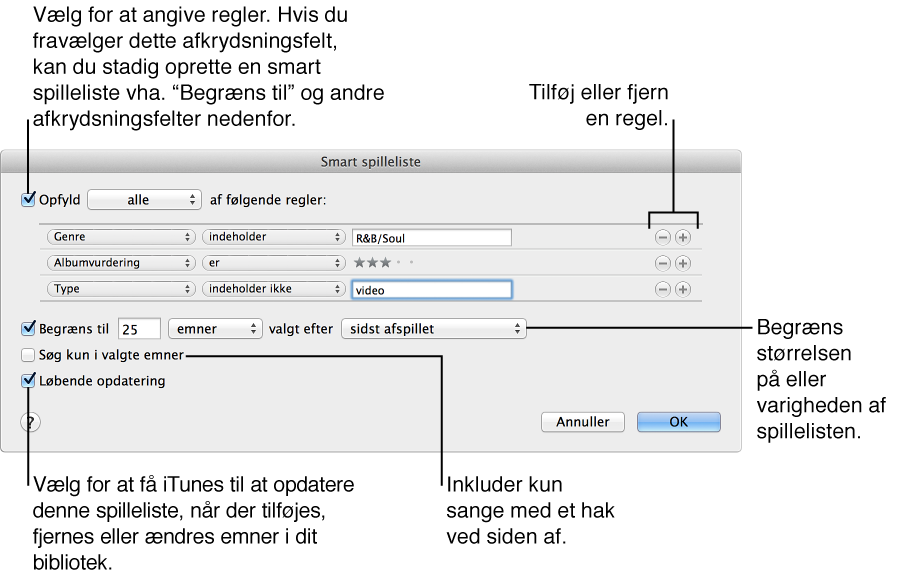 Vælg for at angive regler. Hvis du
fravælger dette afkrydsningsfelt,
kan du stadig oprette en smart
spilleliste vha. “Begræns til” og andre
afkrydsningsfelter nedenfor.
Tilføj eller fjern
en regel.
Smart spilleliste
Opfyld alle af følgende regler:
Genre indeholder R&B/Soul
Albumvurdering er
Type indeholder ikke video
Begræns til 25 emner valgt efter sidst afspillet
Søg kun i valgte emner
Løbende opdatering
?
Annuller OK
Begræns
størrelsen
på eller
varigheden af
spillelisten.
Vælg for at få iTunes til at opdatere
denne spilleliste, når der tilføjes,
fjernes eller ændres emner i dit
bibliotek.
Inkluder kun
sange med et hak
ved siden af.